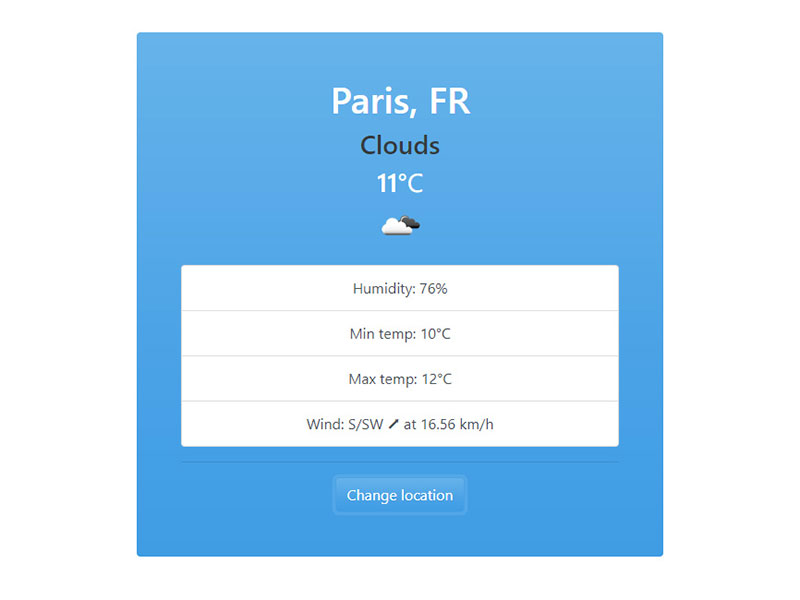 Paris, FR
Clouds
11°C
Humidity: 76%
Min temp: 10°C
Max temp: 12°C
Wind: S/SW at 16.56 km/h
Change location